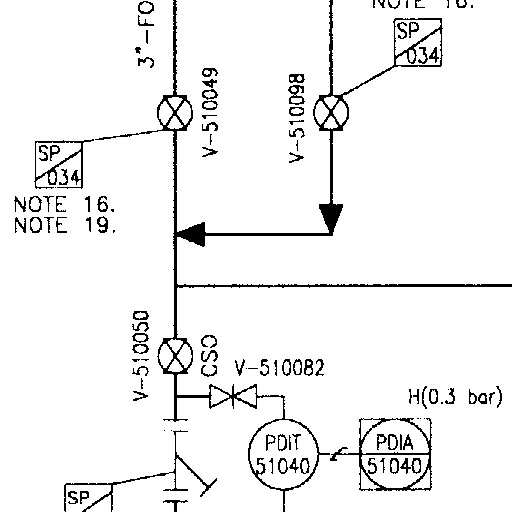 NOTE 16.
SP
034
3"-FO
V-510049
V-510098
SP
034
NOTE 16.
NOTE 19.
V-510050
CSO
V-510082
H(0.3 bar)
PDIT
51040
PDIA
51040
SP